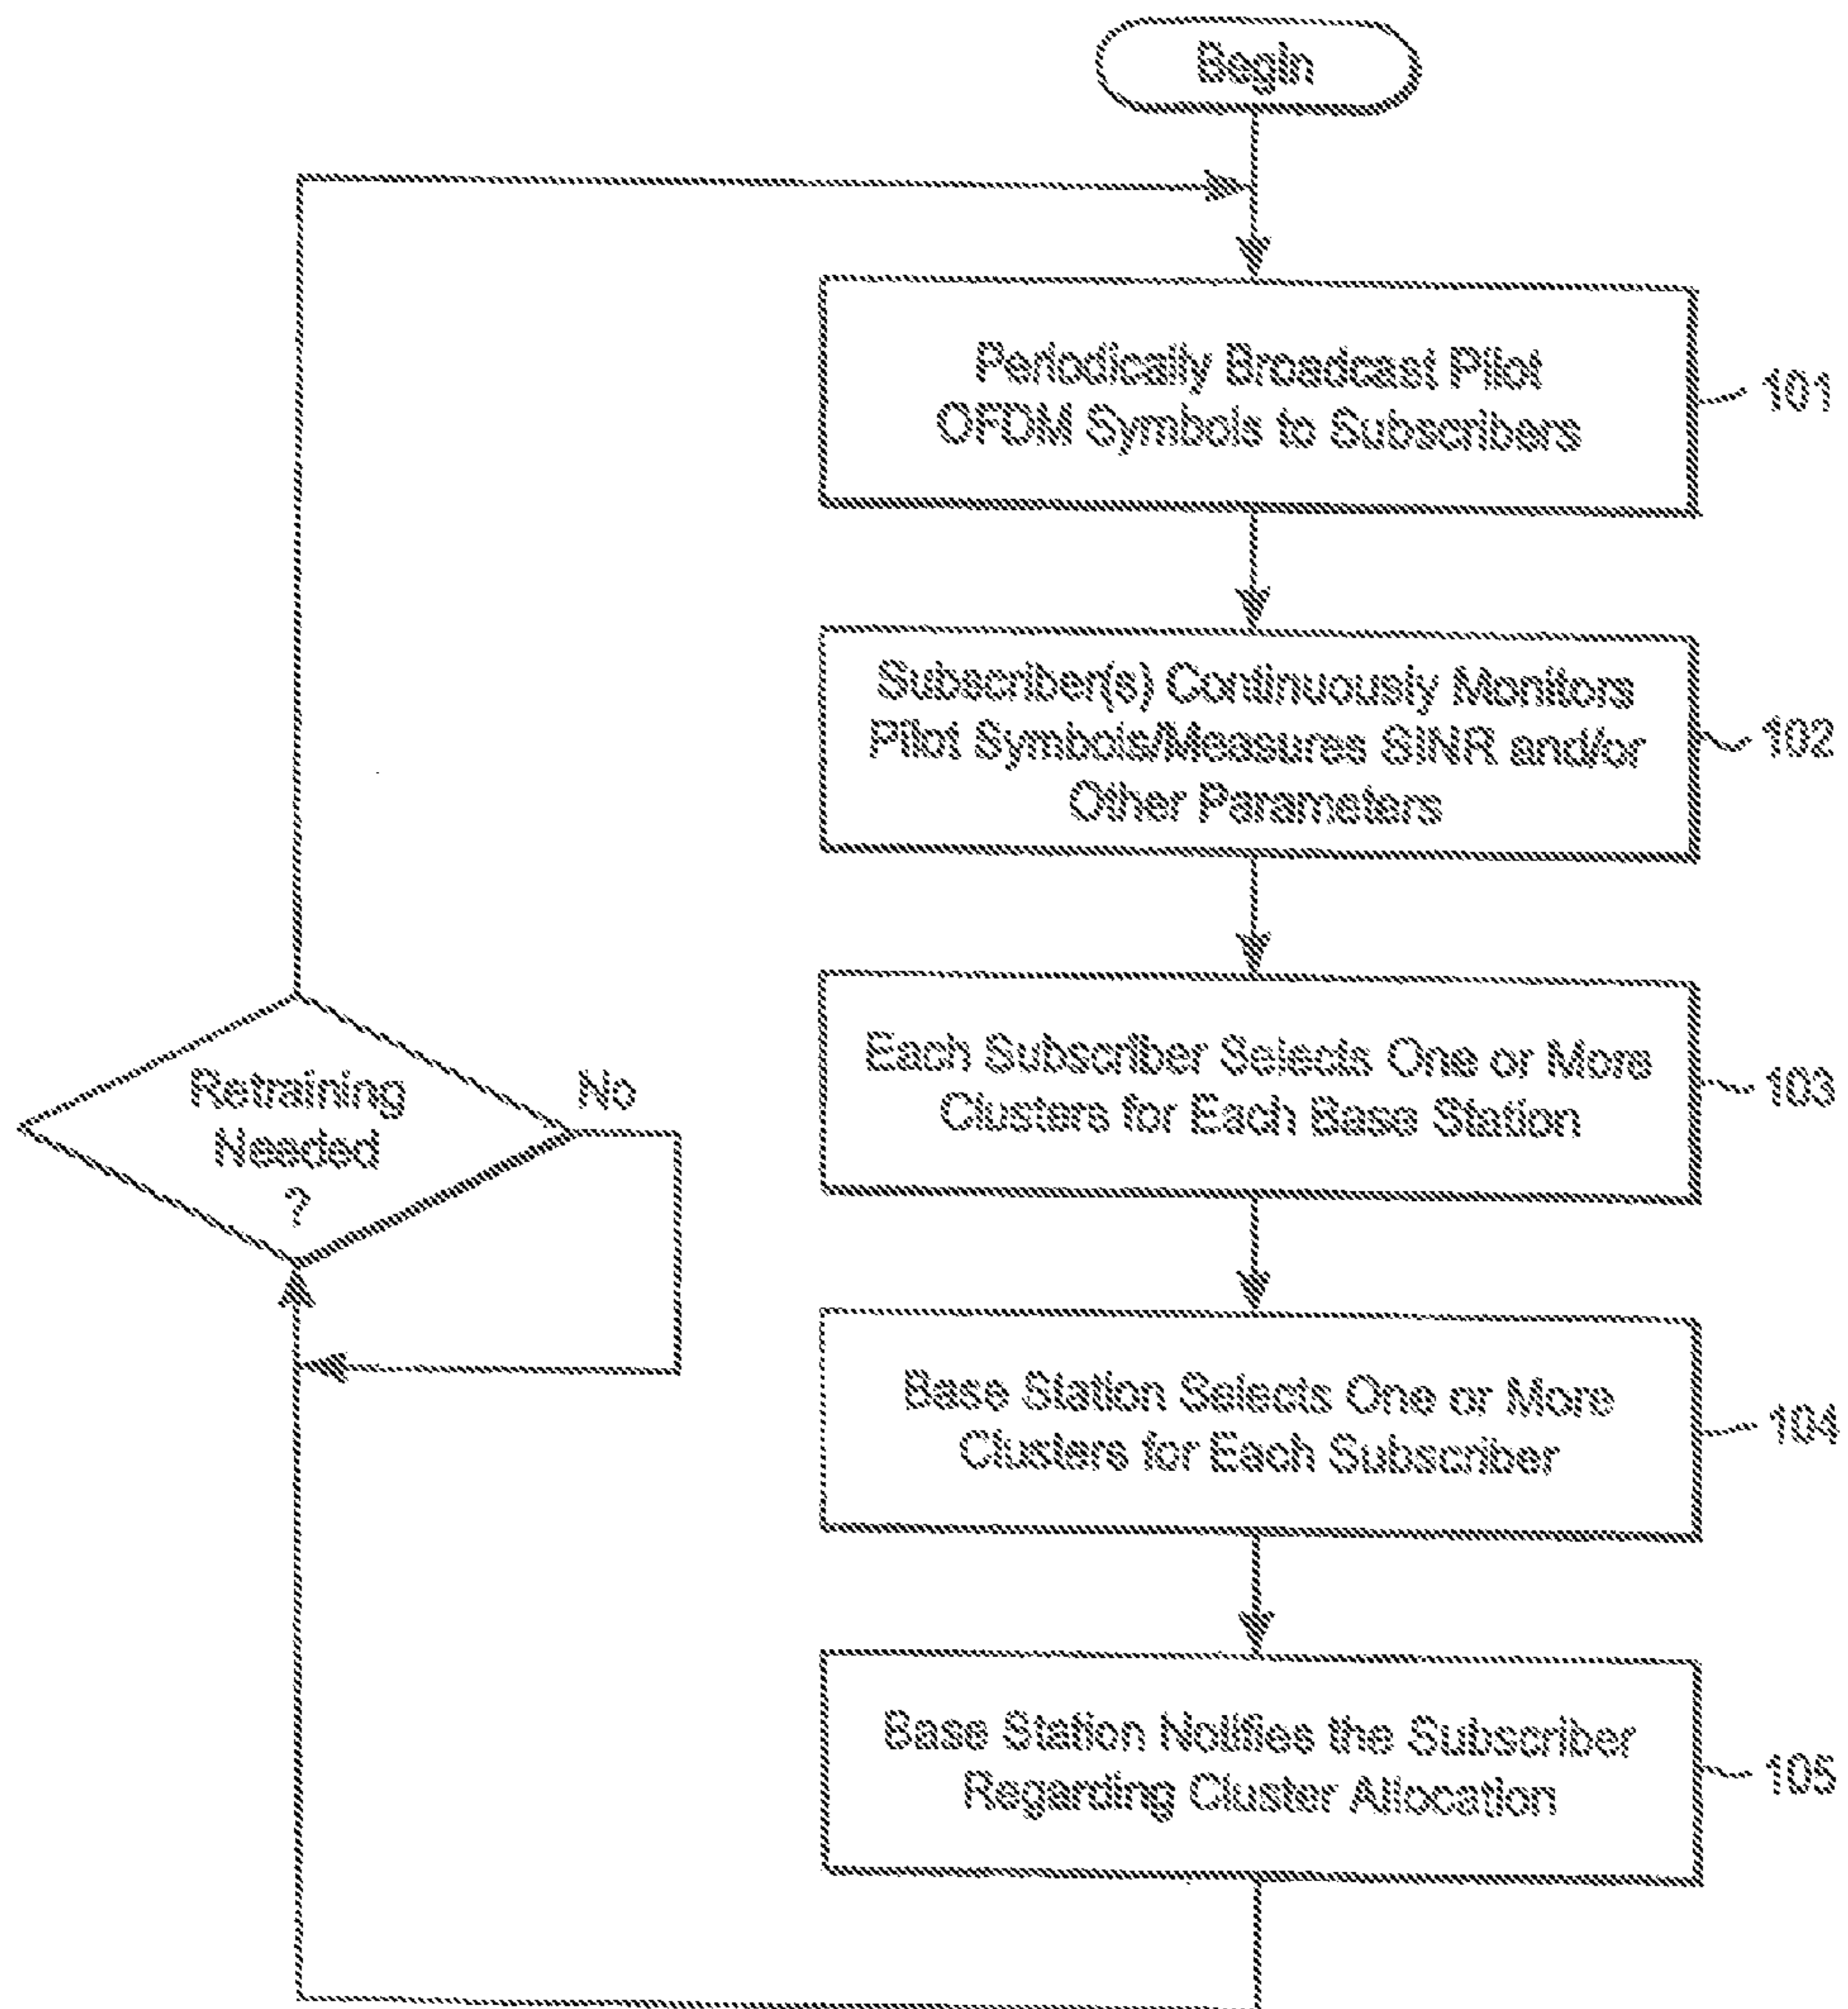 Begin
Periodically Broadcast Pilot
OFDM Symbols to Subscribers
101
Subscriber(s) Continuously Monitors
Pilot Symbols/Measures SINR and/or
Other Parameters
102
Each Subscriber Selects One or More
Clusters for Each Base Station
103
Retraining
Needed
?
No
Base Station Selects One or More
Clusters for Each Subscriber
104
Base Station Notifies the Subscriber
Regarding Cluster Allocation
105